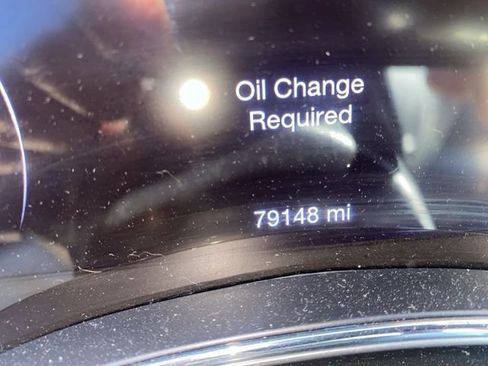 Oil Change
Required
79148 mi